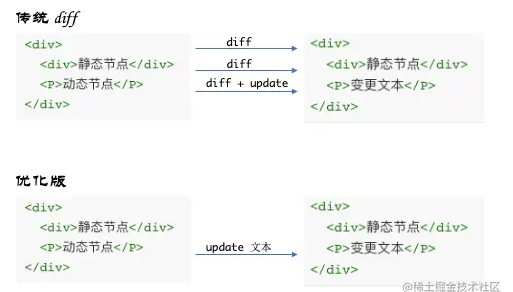 传统 diff
<div>
<div>静态节点</div>
<P>动态节点</P>
</div>
diff
diff
diff + update
<div>
<div>静态节点</div>
<P>变更文本</P>
</div>
优化版
<div>
<div>静态节点</div>
<P>动态节点</P>
</div>
update 文本
<div>
<div>静态节点</div>
<P>变更文本</P>
</div>
@稀土掘金技术社区